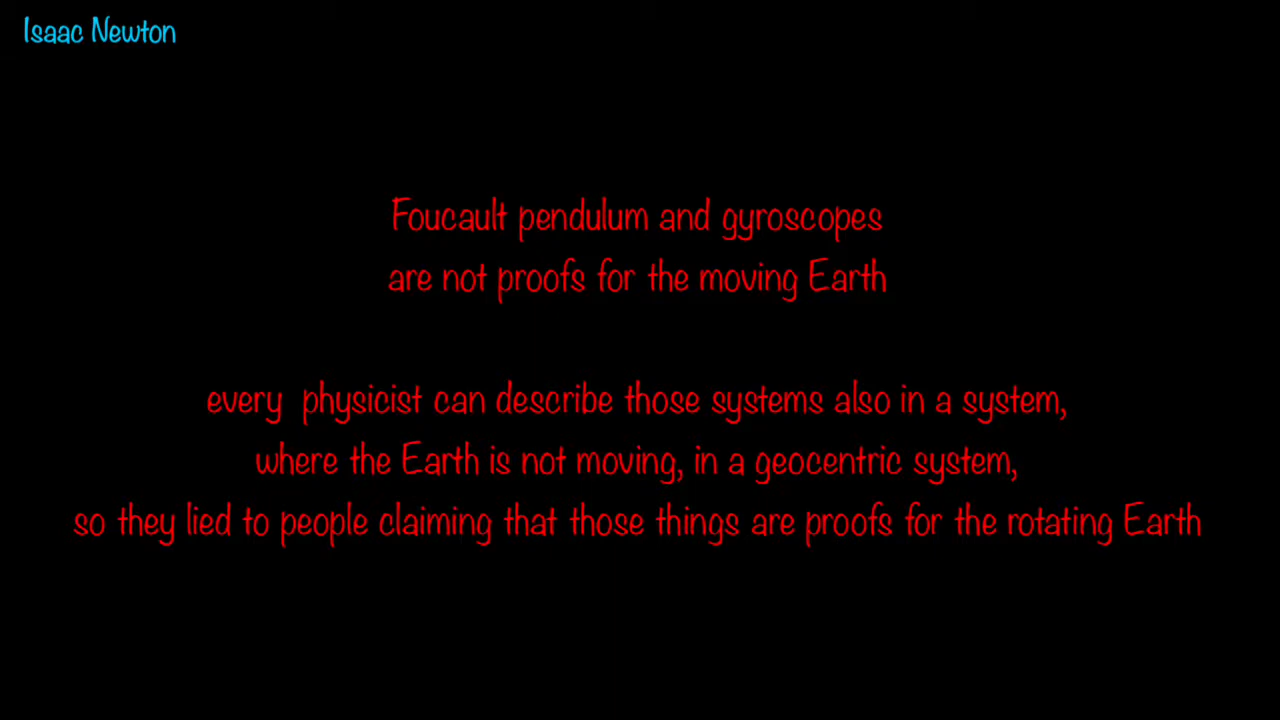 Isaac Newton
Foucault pendulum and gyroscopes
are not proofs for the moving Earth
every  physicist can describe those systems also in a system,
where the Earth is not moving, in a geocentric system,
so they lied to people claiming that those things are proofs for the rotating Earth